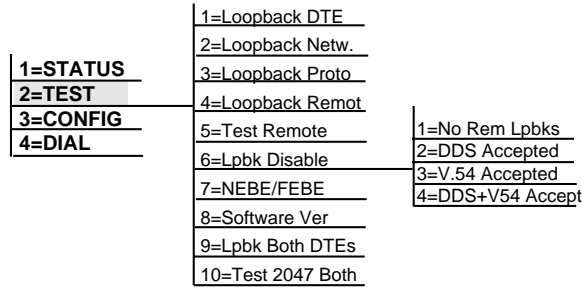 1=STATUS
2=TEST
3=CONFIG
4=DIAL
1=Loopback DTE
2=Loopback Netw.
3=Loopback Proto
4=Loopback Remot
5=Test Remote
6=Lpbk Disable
7=NEBE/FEBE
8=Software Ver
9=Lpbk Both DTEs
10=Test 2047 Both
1=No Rem Lpbks
2=DDS Accepted
3=V.54 Accepted
4=DDS+V54 Accept